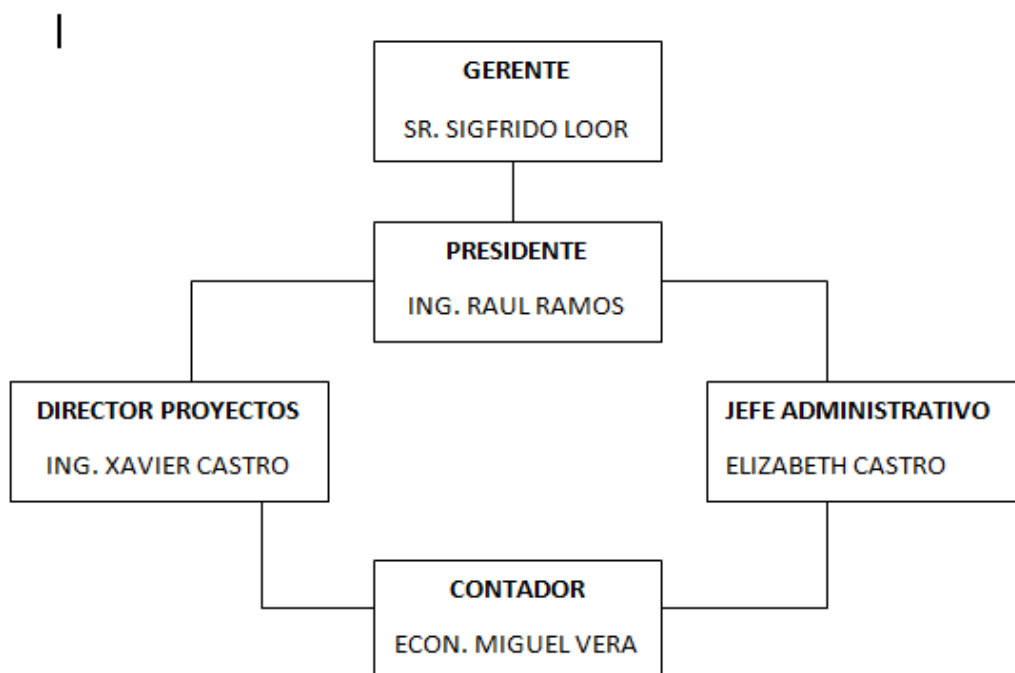 GERENTE
SR. SIGFRIDO LOOR
PRESIDENTE
ING. RAUL RAMOS
DIRECTOR PROYECTOS
ING. XAVIER CASTRO
JEFE ADMINISTRATIVO
ELIZABETH CASTRO
CONTADOR
ECON. MIGUEL VERA